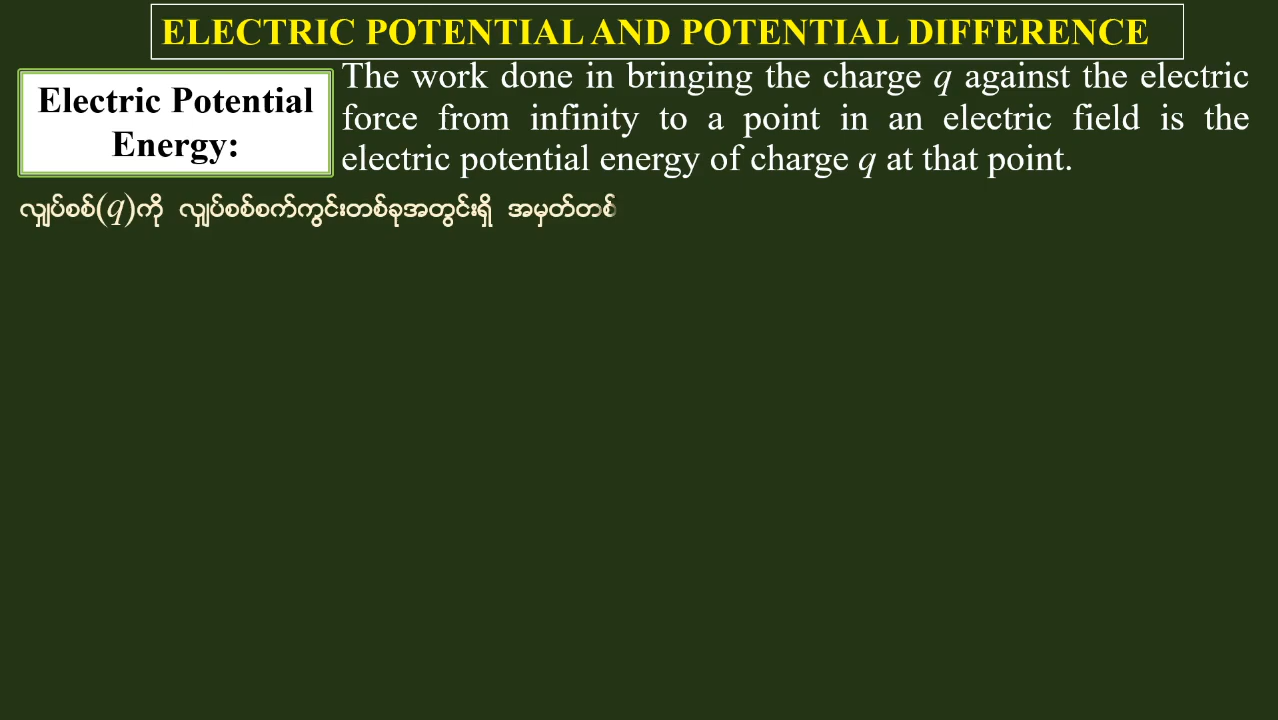 ELECTRIC POTENTIAL AND POTENTIAL DIFFERENCE
Electric Potential
Energy:
The work done in bringing the charge q against the electric
force from infinity to a point in an electric field is the
electric potential energy of charge q at that point.
လျှပ်စစ်(q)ကို လျှပ်စစ်စက်ကွင်းတစ်ခုအတွင်းရှိ အမှတ်တစ်